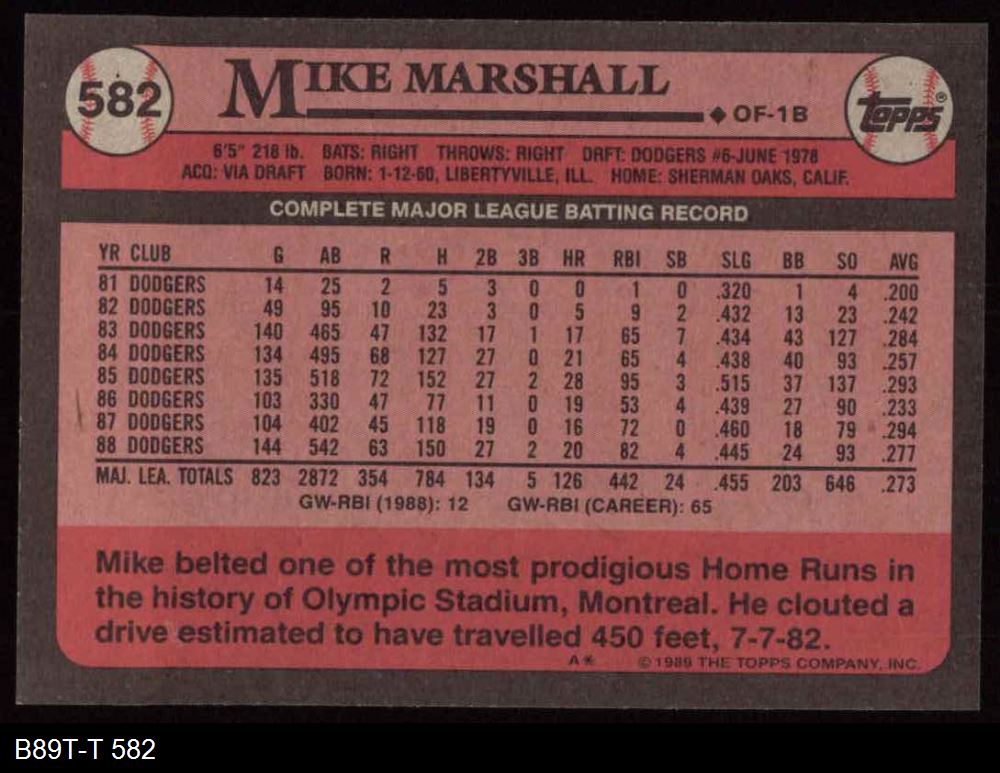 582
MIKE MARSHALL
◆ OF-1B
Topps®
6'5" 218 lb. BATS: RIGHT THROWS: RIGHT DRFT: DODGERS #6-JUNE 1978
ACQ: VIA DRAFT BORN: 1-12-60, LIBERTYVILLE, ILL. HOME: SHERMAN OAKS, CALIF.
COMPLETE MAJOR LEAGUE BATTING RECORD
YR CLUB G AB R H 2B 3B HR RBI SB SLG BB SO AVG
81 DODGERS 14 25 2 5 3 0 0 1 0 .320 1 4 .200
82 DODGERS 49 95 10 23 3 0 5 9 2 .432 13 23 .242
83 DODGERS 140 465 47 132 17 1 17 65 7 .434 43 127 .284
84 DODGERS 134 495 68 127 27 0 21 65 4 .438 40 93 .257
85 DODGERS 135 518 72 152 27 2 28 95 3 .515 37 137 .293
86 DODGERS 103 330 47 77 11 0 19 53 4 .439 27 90 .233
87 DODGERS 104 402 45 118 19 0 16 72 0 .460 18 79 .294
88 DODGERS 144 542 63 150 27 2 20 82 4 .445 24 93 .277
MAJ. LEA. TOTALS 823 2872 354 784 134 5 126 442 24 .455 203 646 .273
GW-RBI (1988): 12 GW-RBI (CAREER): 65
Mike belted one of the most prodigious Home Runs in
the history of Olympic Stadium, Montreal. He clouted a
drive estimated to have travelled 450 feet, 7-7-82.
A* © 1989 THE TOPPS COMPANY, INC.
B89T-T 582